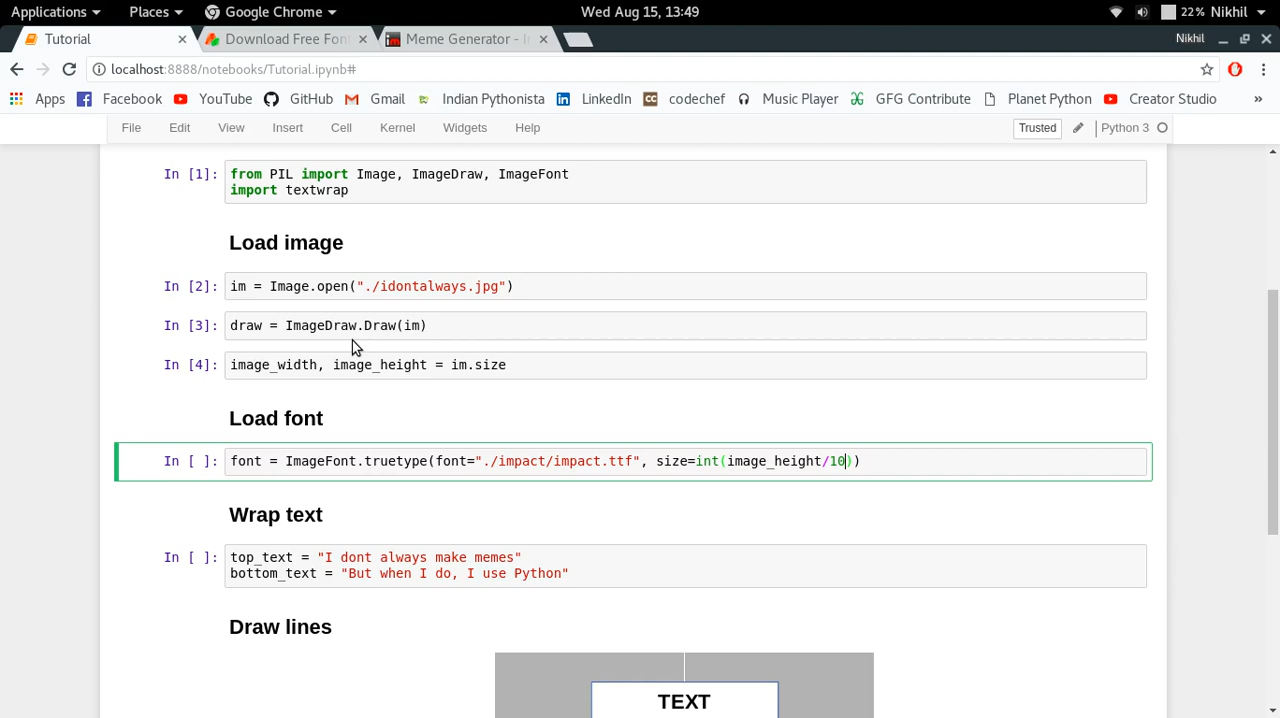 Applications Places Google Chrome Wed Aug 15, 13:49 22% Nikhil
Tutorial Download Free Fon Meme Generator - I Nikhil
localhost:8888/notebooks/Tutorial.ipynb#
Apps Facebook YouTube GitHub Gmail Indian Pythonista LinkedIn codechef Music Player GFG Contribute Planet Python Creator Studio »
File Edit View Insert Cell Kernel Widgets Help Trusted Python 3
In [1]: from PIL import Image, ImageDraw, ImageFont
import textwrap
Load image
In [2]: im = Image.open("./idontalways.jpg")
In [3]: draw = ImageDraw.Draw(im)
In [4]: image_width, image_height = im.size
Load font
In [ ]: font = ImageFont.truetype(font="./impact/impact.ttf", size=int(image_height/10))
Wrap text
In [ ]: top_text = "I dont always make memes"
bottom_text = "But when I do, I use Python"
Draw lines
TEXT